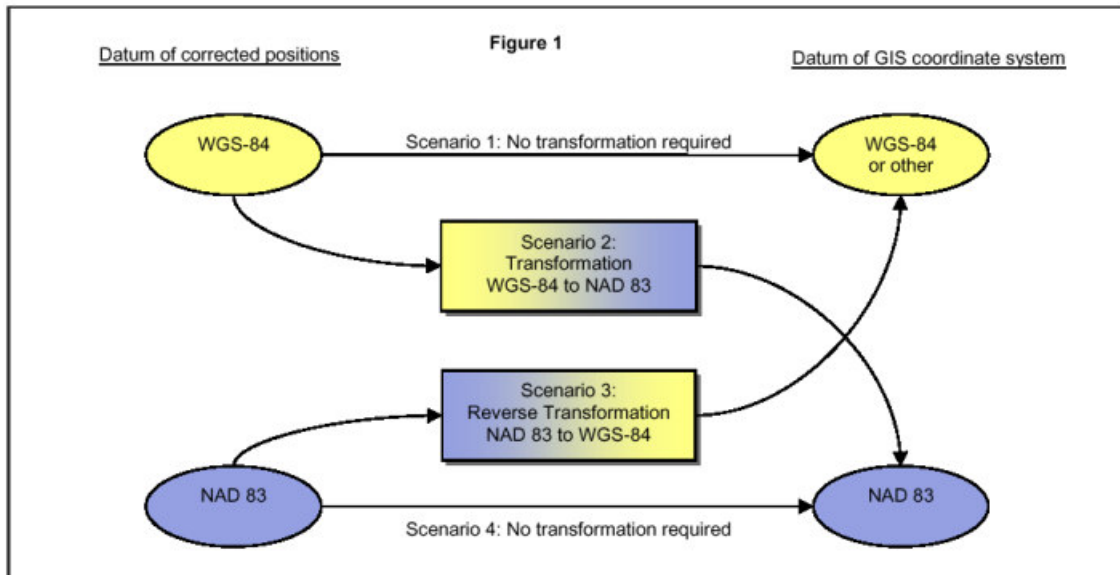 Figure 1
Datum of corrected positions
Datum of GIS coordinate system
WGS-84
Scenario 1: No transformation required
WGS-84
or other
Scenario 2:
Transformation
WGS-84 to NAD 83
Scenario 3:
Reverse Transformation
NAD 83 to WGS-84
NAD 83
Scenario 4: No transformation required
NAD 83